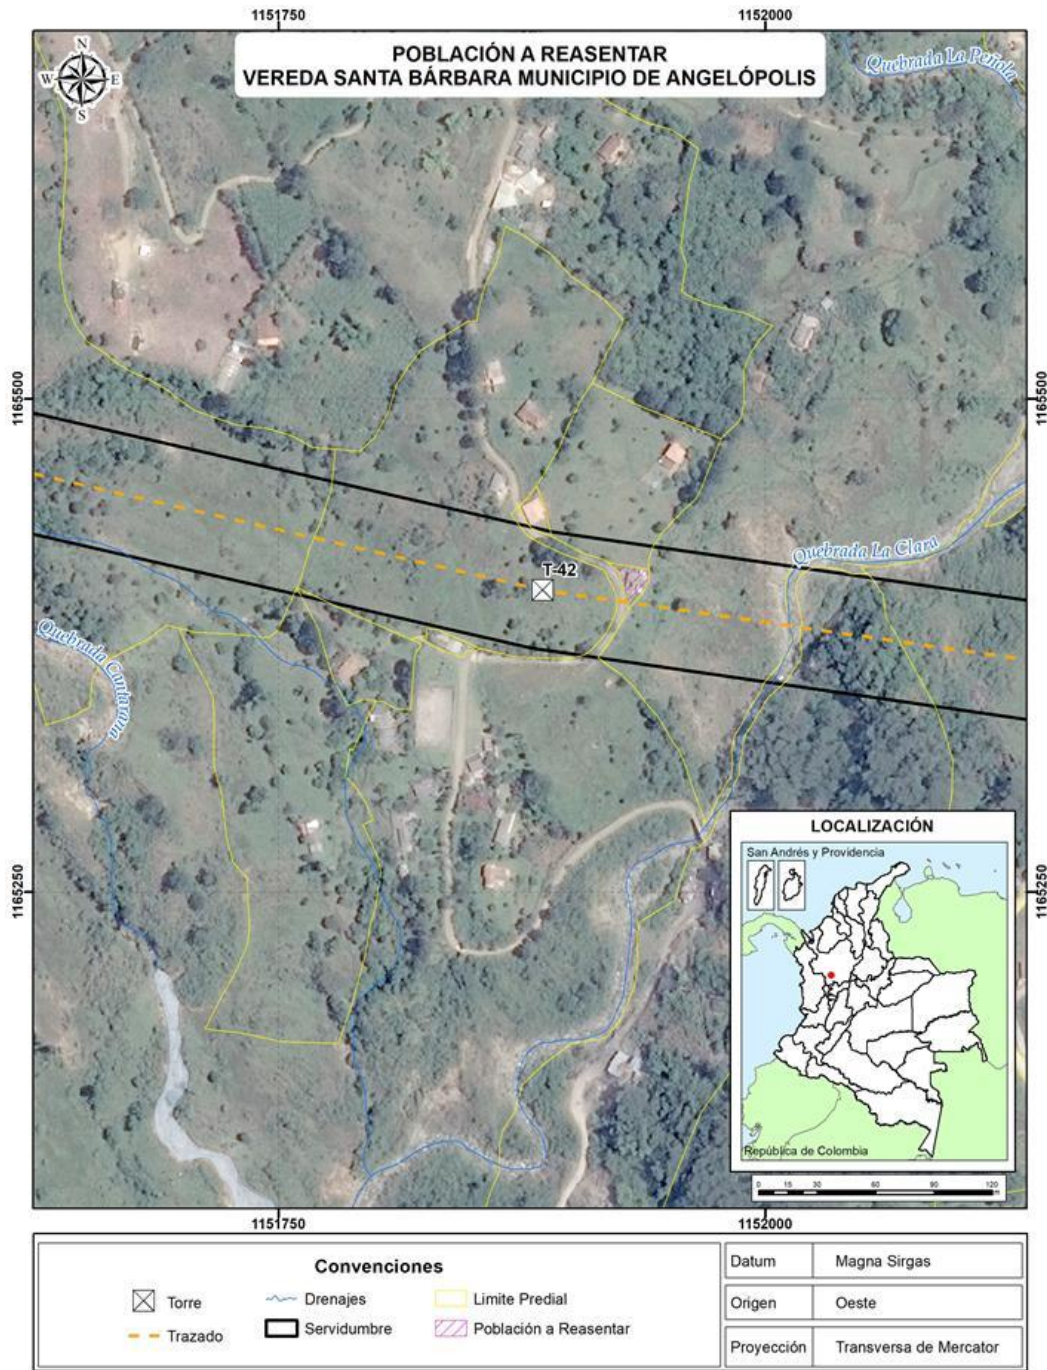 1151750
1152000
POBLACIÓN A REASENTAR
VEREDA SANTA BÁRBARA MUNICIPIO DE ANGELÓPOLIS
N
W
E
S
Quebrada La Peñola
1165500
1165500
Quebrada La Clara
T-42
Quebrada Cantarana
LOCALIZACIÓN
San Andrés y Providencia
República de Colombia
1165250
1165250
0 15 30 60 90 120
m
1151750
1152000
Convenciones
Torre
Drenajes
Limite Predial
Trazado
Servidumbre
Población a Reasentar
Datum
Magna Sirgas
Origen
Oeste
Proyección
Transversa de Mercator